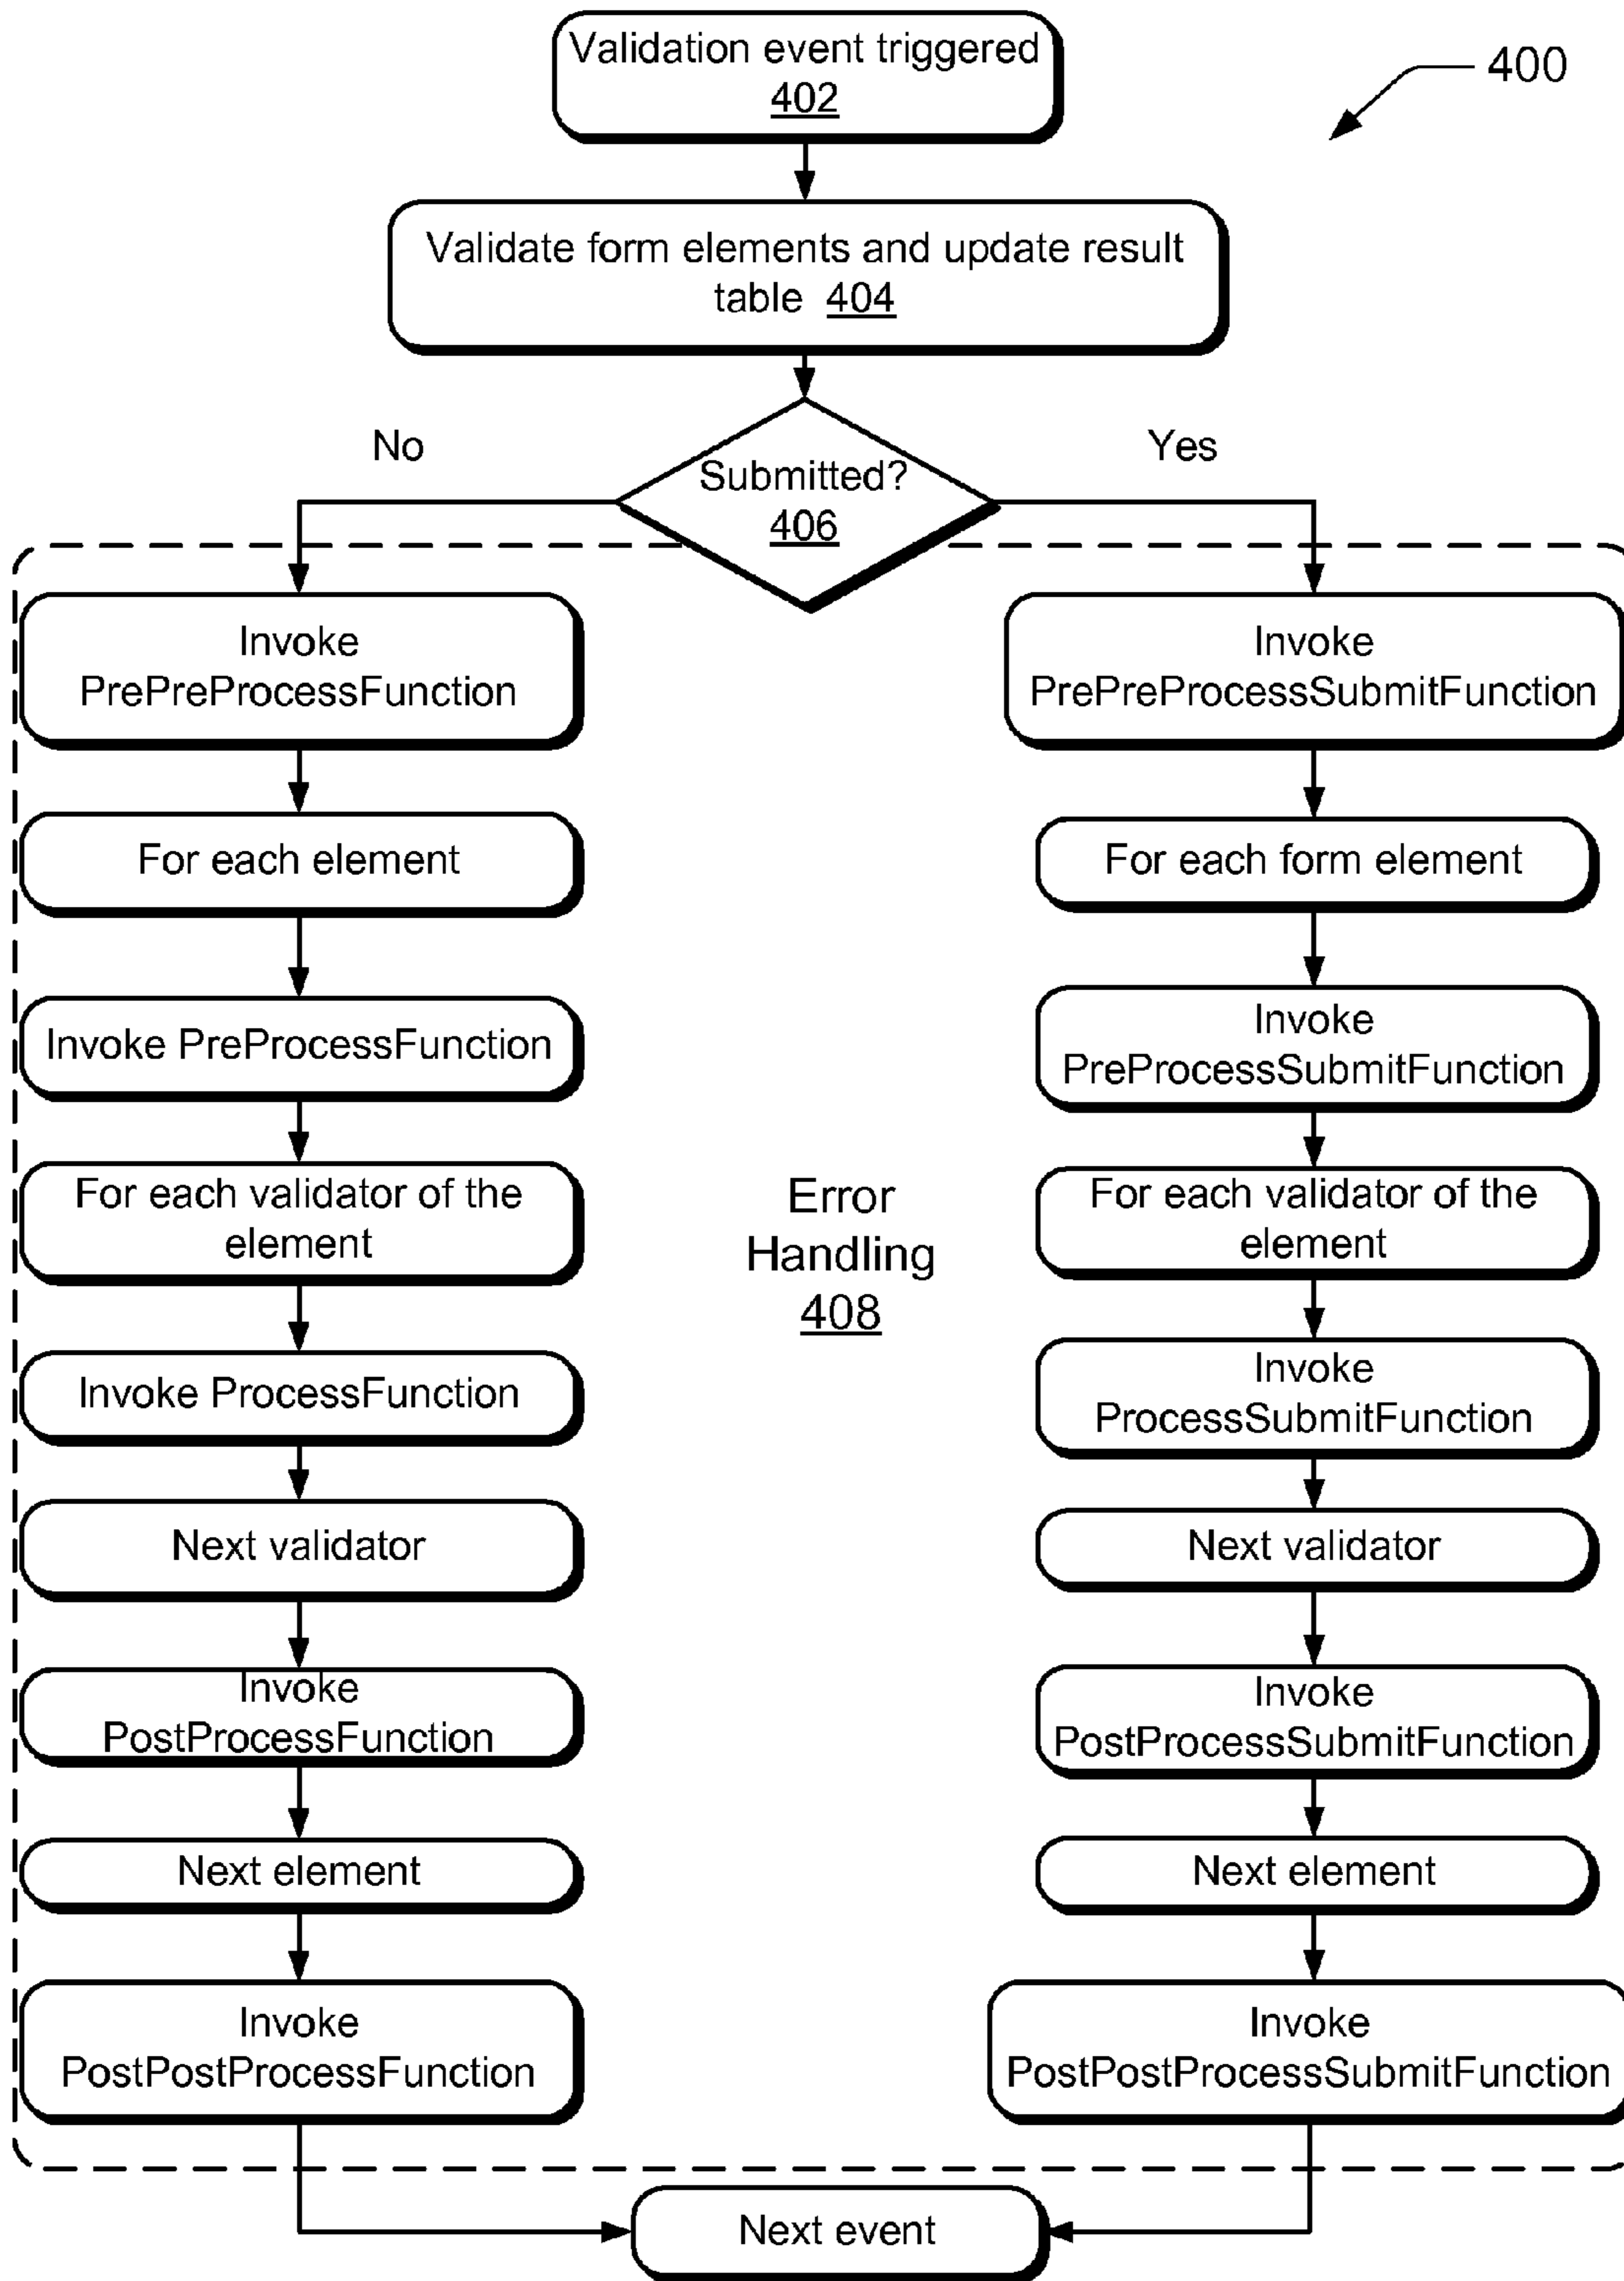 Validation event triggered
402
400
Validate form elements and update result
table 404
No
Yes
Submitted?
406
Invoke
PrePreProcessFunction
For each element
Invoke PreProcessFunction
For each validator of the
element
Invoke ProcessFunction
Next validator
Invoke
PostProcessFunction
Next element
Invoke
PostPostProcessFunction
Error
Handling
408
Invoke
PrePreProcessSubmitFunction
For each form element
Invoke
PreProcessSubmitFunction
For each validator of the
element
Invoke
ProcessSubmitFunction
Next validator
Invoke
PostProcessSubmitFunction
Next element
Invoke
PostPostProcessSubmitFunction
Next event